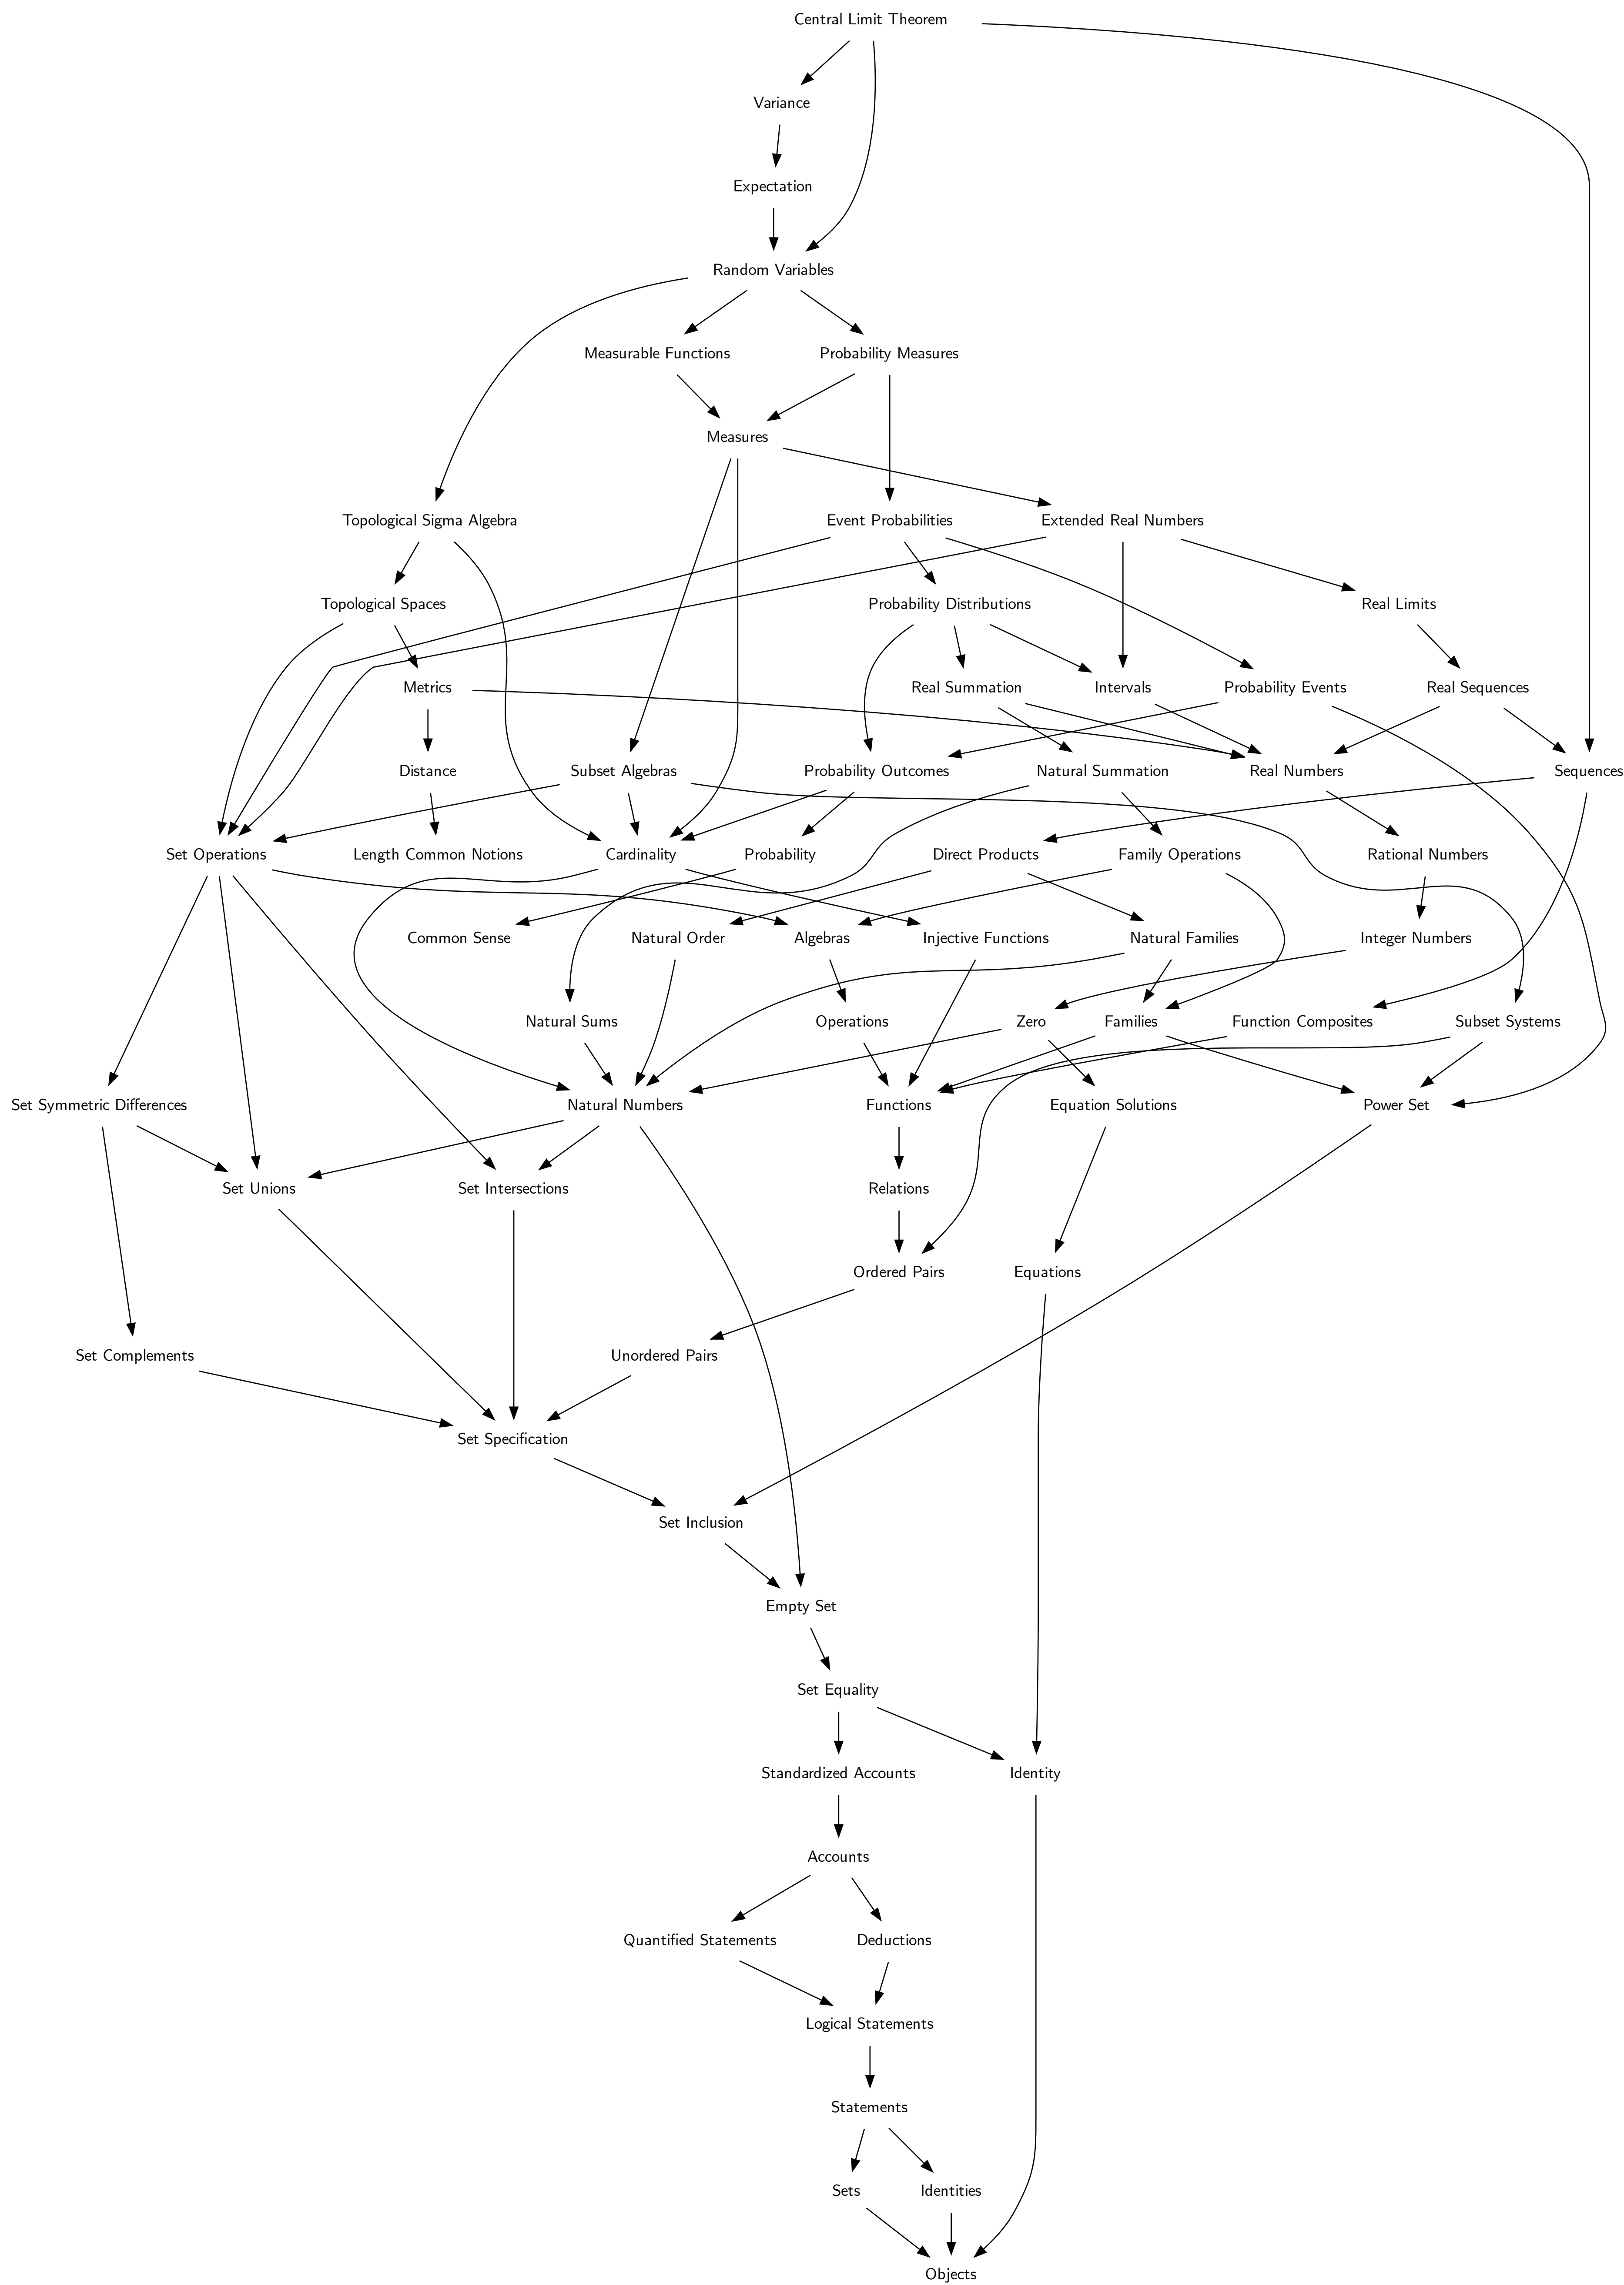 Central Limit Theorem
Variance
Expectation
Random Variables
Measurable Functions
Probability Measures
Measures
Topological Sigma Algebra
Event Probabilities
Extended Real Numbers
Topological Spaces
Probability Distributions
Real Limits
Metrics
Real Summation
Intervals
Probability Events
Real Sequences
Distance
Subset Algebras
Probability Outcomes
Natural Summation
Real Numbers
Sequences
Set Operations
Length Common Notions
Cardinality
Probability
Direct Products
Family Operations
Rational Numbers
Common Sense
Natural Order
Algebras
Injective Functions
Natural Families
Integer Numbers
Natural Sums
Operations
Zero
Families
Function Composites
Subset Systems
Set Symmetric Differences
Natural Numbers
Functions
Equation Solutions
Power Set
Set Unions
Set Intersections
Relations
Ordered Pairs
Equations
Set Complements
Unordered Pairs
Set Specification
Set Inclusion
Empty Set
Set Equality
Standardized Accounts
Identity
Accounts
Quantified Statements
Deductions
Logical Statements
Statements
Sets
Identities
Objects